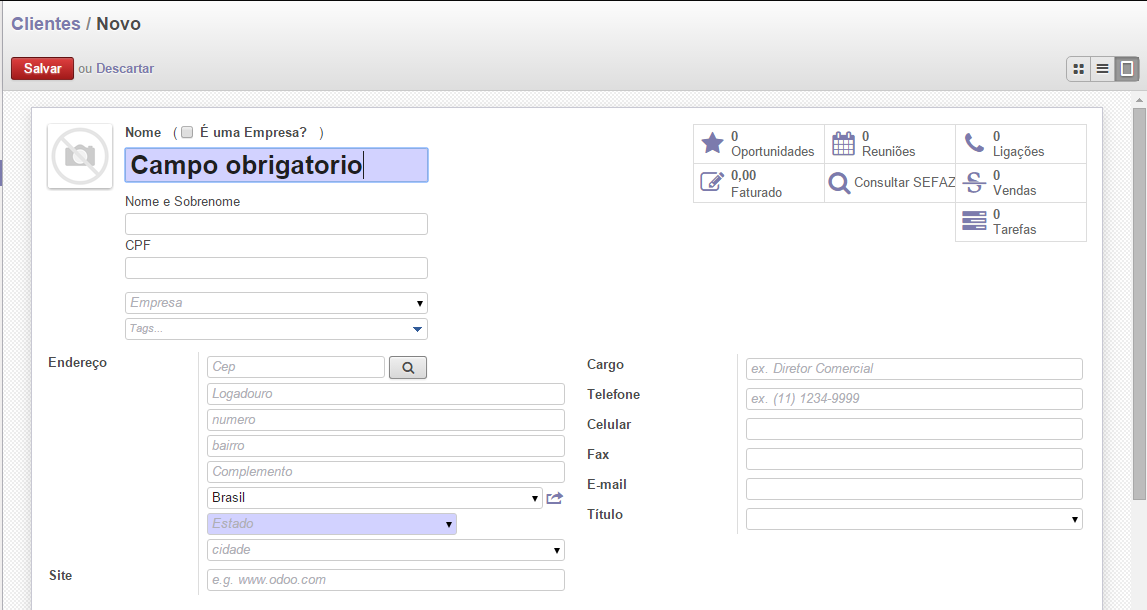 Clientes / Novo
Salvar ou Descartar
Nome ( É uma Empresa? )
Campo obrigatorio
Nome e Sobrenome
CPF
Empresa
Tags...
0
Oportunidades
0
Reuniões
0
Ligações
0,00
Faturado
Consultar SEFAZ
0
Vendas
0
Tarefas
Endereço
Cep
Logadouro
numero
bairro
Complemento
Brasil
Estado
cidade
Site
e.g. www.odoo.com
Cargo
ex. Diretor Comercial
Telefone
ex. (11) 1234-9999
Celular
Fax
E-mail
Título